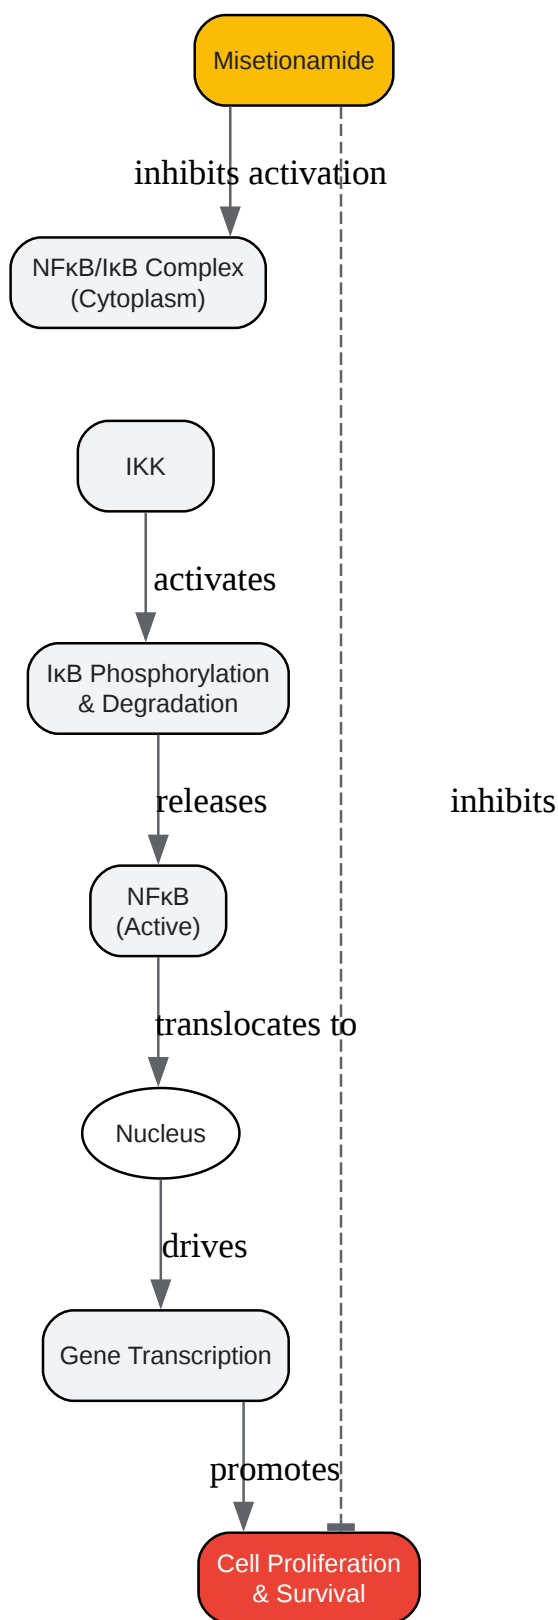 Misetionamide
inhibits activation
NFκB/IκB Complex
(Cytoplasm)
IKK
activates
IκB Phosphorylation
& Degradation
releases
inhibits
NFκB
(Active)
translocates to
Nucleus
drives
Gene Transcription
promotes
Cell Proliferation
& Survival